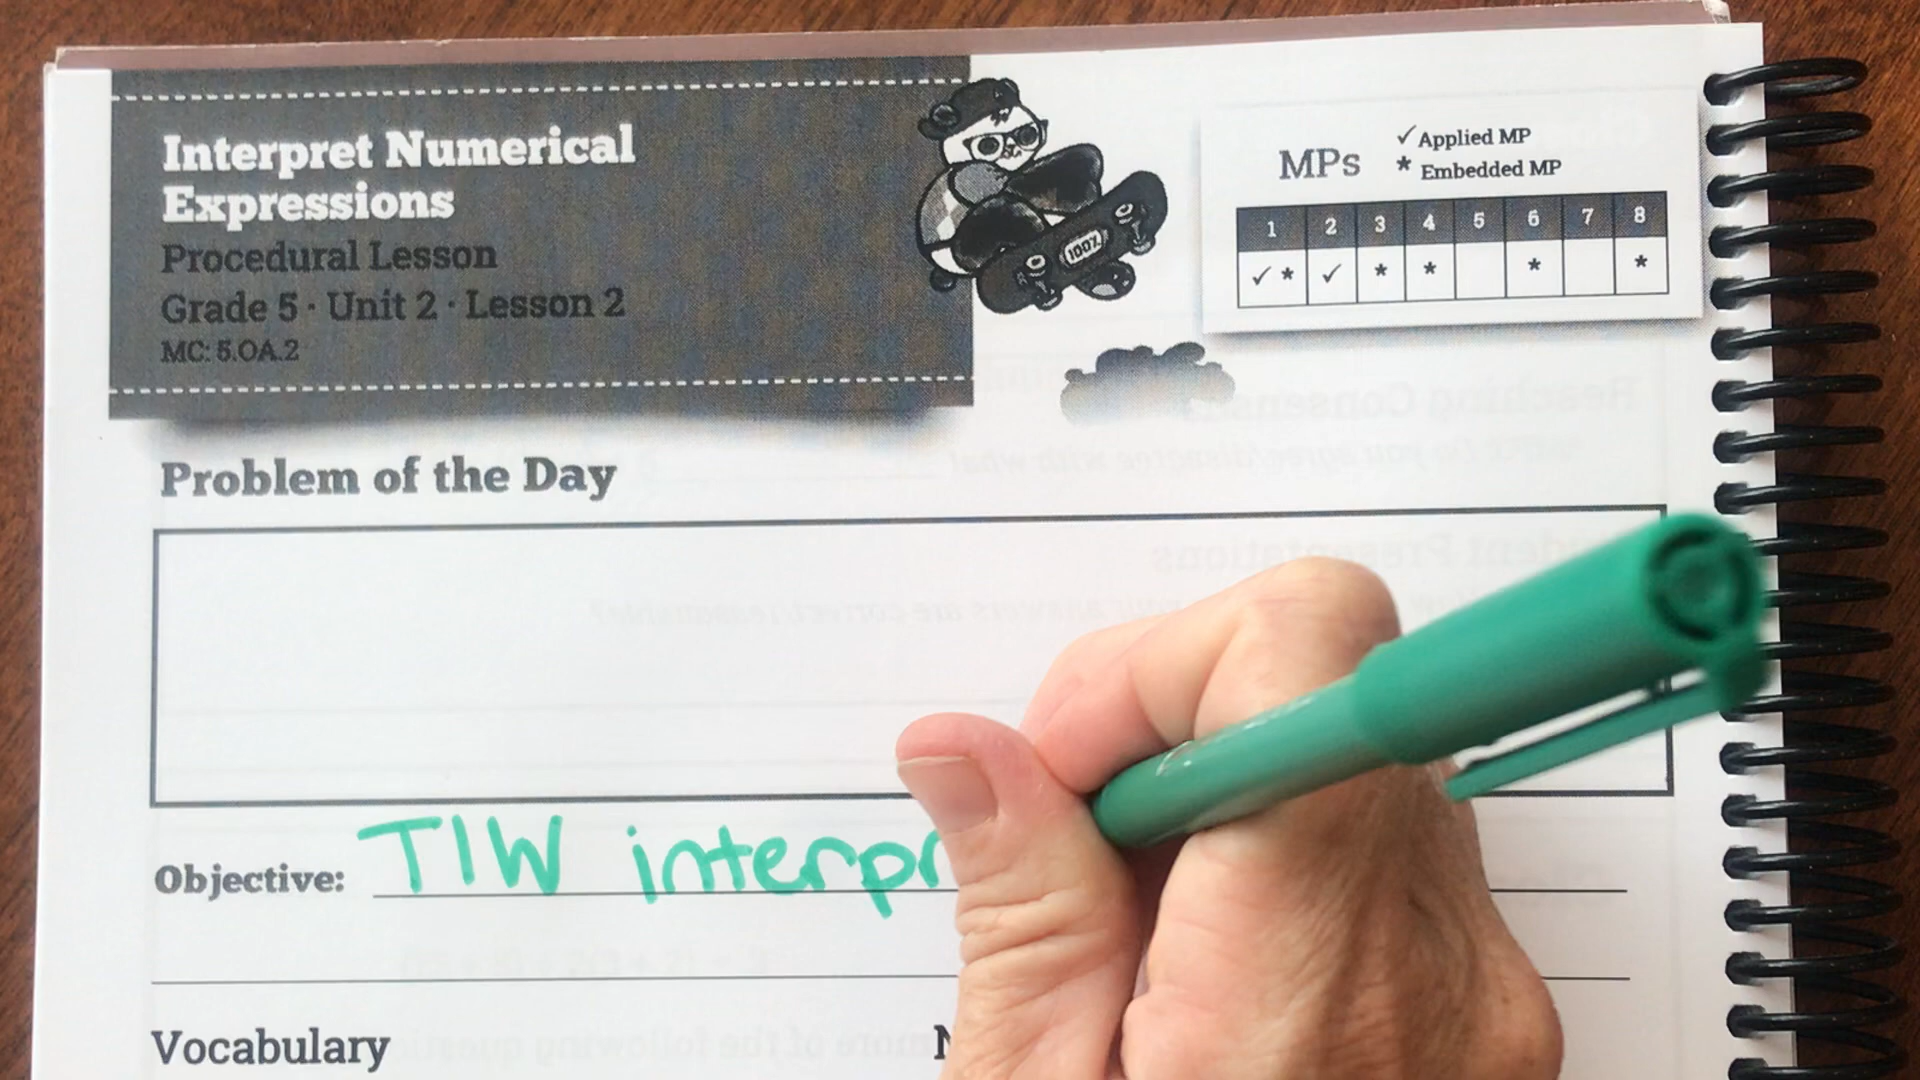 Interpret Numerical
Expressions
Procedural Lesson
Grade 5 · Unit 2 · Lesson 2
MC: 5.OA.2
100%
MPs
✓ Applied MP
* Embedded MP
1 2 3 4 5 6 7 8
✓ * ✓ * * * *
Problem of the Day
Objective: TIW interpr
Vocabulary